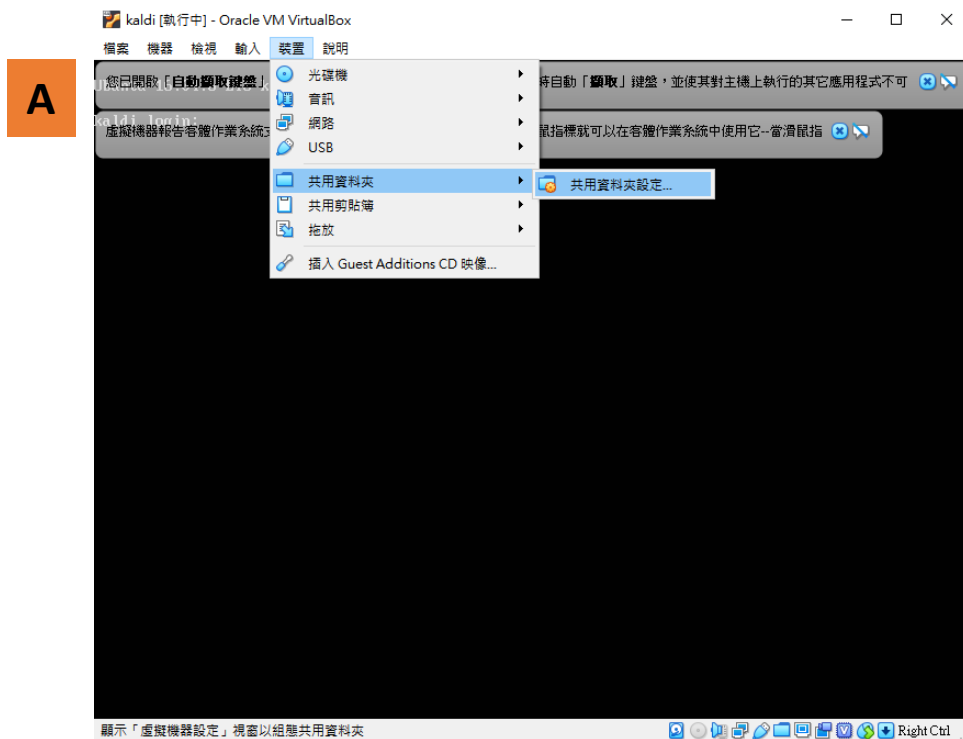 kaldi [執行中] - Oracle VM VirtualBox
檔案 機器 檢視 輸入 裝置 說明
A
您已開啟「自動擷取鍵盤」
光碟機
時自動「擷取」鍵盤，並使其對主機上執行的其它應用程式不可
音訊
kaldi login:
網路
虛擬機器報告客體作業系統支
鼠指標就可以在客體作業系統中使用它--當滑鼠指
USB
共用資料夾
共用資料夾設定...
共用剪貼簿
拖放
插入 Guest Additions CD 映像...
顯示「虛擬機器設定」視窗以組態共用資料夾
Right Ctrl